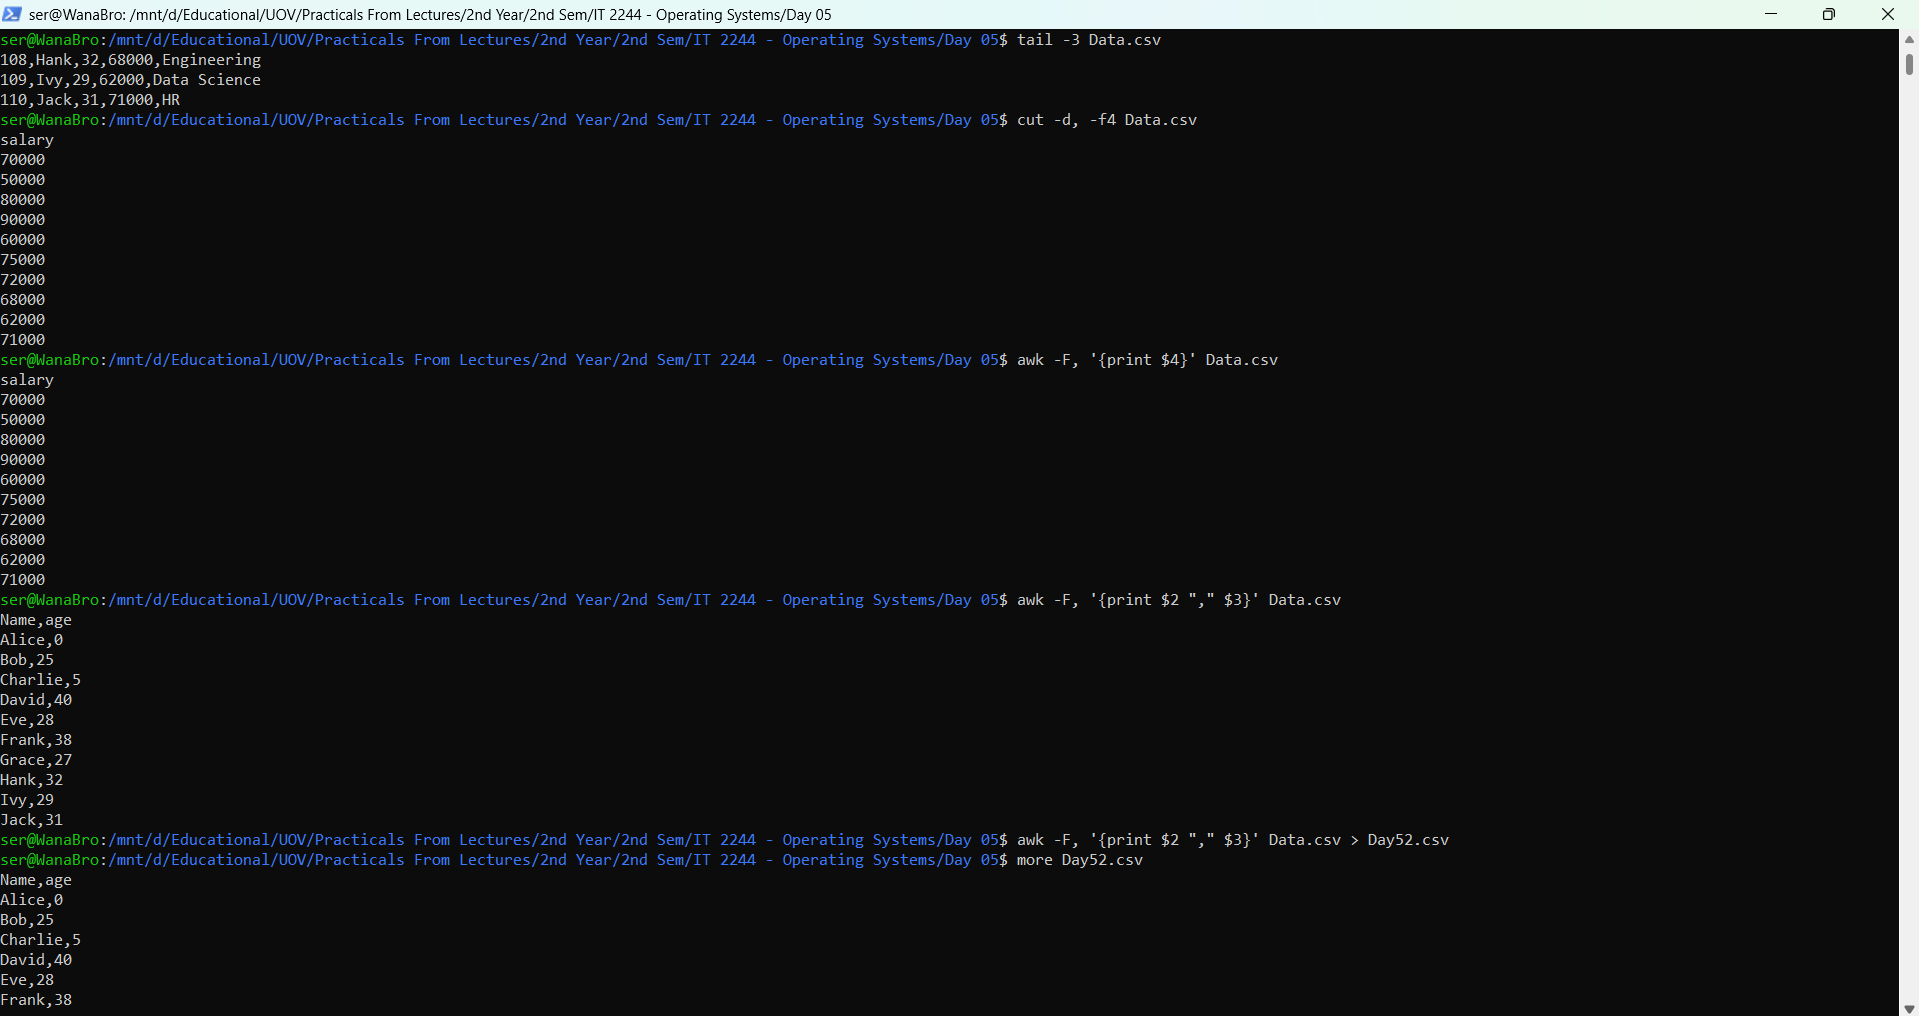 ser@WanaBro: /mnt/d/Educational/UOV/Practicals From Lectures/2nd Year/2nd Sem/IT 2244 - Operating Systems/Day 05
ser@WanaBro:/mnt/d/Educational/UOV/Practicals From Lectures/2nd Year/2nd Sem/IT 2244 - Operating Systems/Day 05$ tail -3 Data.csv
108,Hank,32,68000,Engineering
109,Ivy,29,62000,Data Science
110,Jack,31,71000,HR
ser@WanaBro:/mnt/d/Educational/UOV/Practicals From Lectures/2nd Year/2nd Sem/IT 2244 - Operating Systems/Day 05$ cut -d, -f4 Data.csv
salary
70000
50000
80000
90000
60000
75000
72000
68000
62000
71000
ser@WanaBro:/mnt/d/Educational/UOV/Practicals From Lectures/2nd Year/2nd Sem/IT 2244 - Operating Systems/Day 05$ awk -F, '{print $4}' Data.csv
salary
70000
50000
80000
90000
60000
75000
72000
68000
62000
71000
ser@WanaBro:/mnt/d/Educational/UOV/Practicals From Lectures/2nd Year/2nd Sem/IT 2244 - Operating Systems/Day 05$ awk -F, '{print $2 "," $3}' Data.csv
Name,age
Alice,0
Bob,25
Charlie,5
David,40
Eve,28
Frank,38
Grace,27
Hank,32
Ivy,29
Jack,31
ser@WanaBro:/mnt/d/Educational/UOV/Practicals From Lectures/2nd Year/2nd Sem/IT 2244 - Operating Systems/Day 05$ awk -F, '{print $2 "," $3}' Data.csv > Day52.csv
ser@WanaBro:/mnt/d/Educational/UOV/Practicals From Lectures/2nd Year/2nd Sem/IT 2244 - Operating Systems/Day 05$ more Day52.csv
Name,age
Alice,0
Bob,25
Charlie,5
David,40
Eve,28
Frank,38